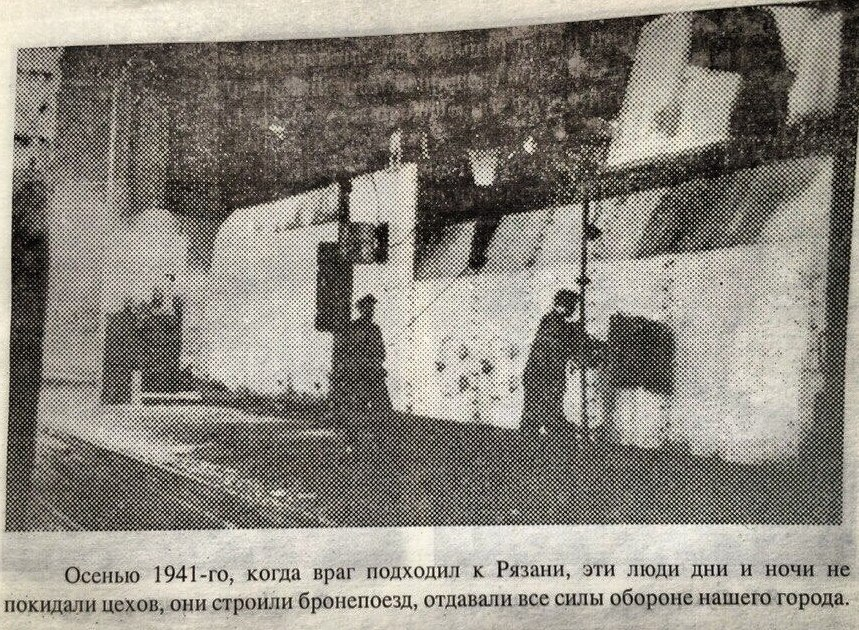 Осенью 1941-го, когда враг подходил к Рязани, эти люди дни и ночи не
покидали цехов, они строили бронепоезд, отдавали все силы обороне нашего города.